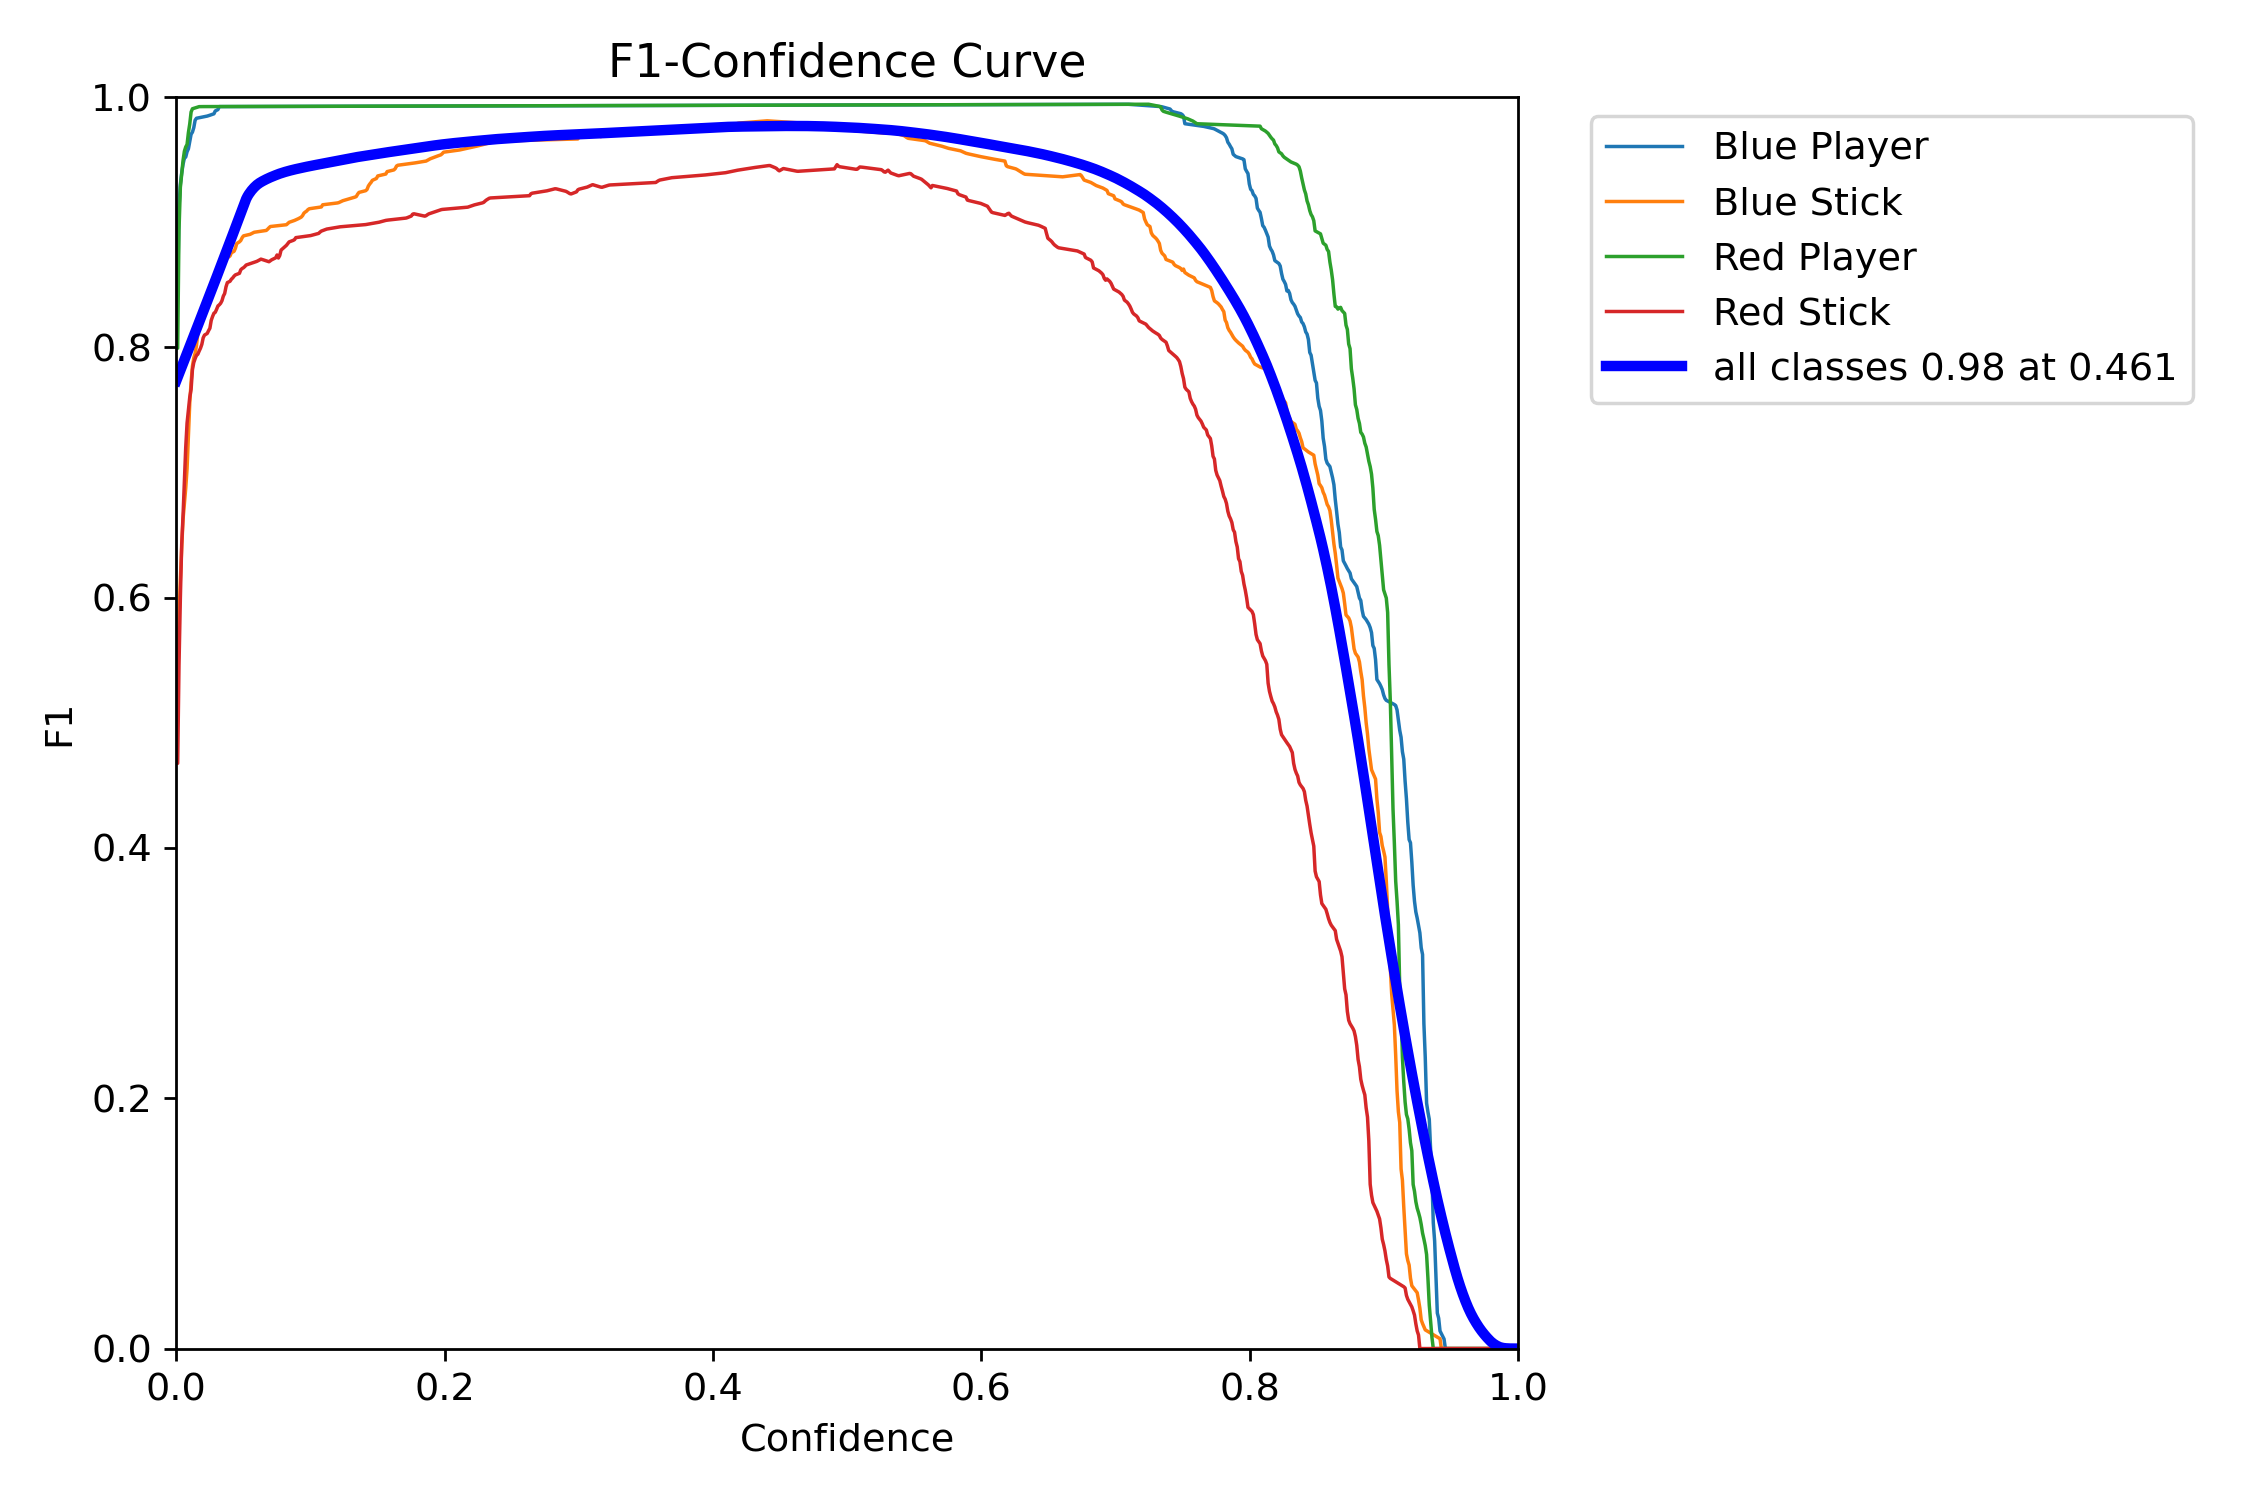 F1-Confidence Curve
1.0
0.8
0.6
0.4
0.2
0.0
F1
0.0 0.2 0.4 0.6 0.8 1.0
Confidence
Blue Player
Blue Stick
Red Player
Red Stick
all classes 0.98 at 0.461